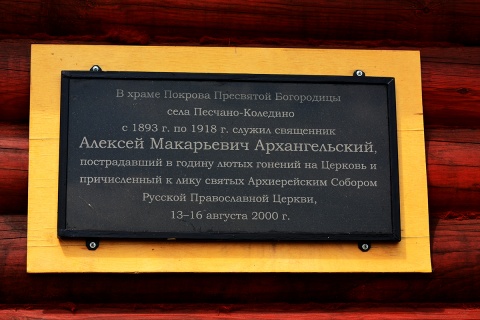 В храме Покрова Пресвятой Богородицы
села Песчано-Коледино
с 1893 г. по 1918 г. служил священник
Алексей Макарьевич Архангельский,
пострадавший в годину лютых гонений на Церковь и
причисленный к лику святых Архиерейским Собором
Русской Православной Церкви,
13–16 августа 2000 г.